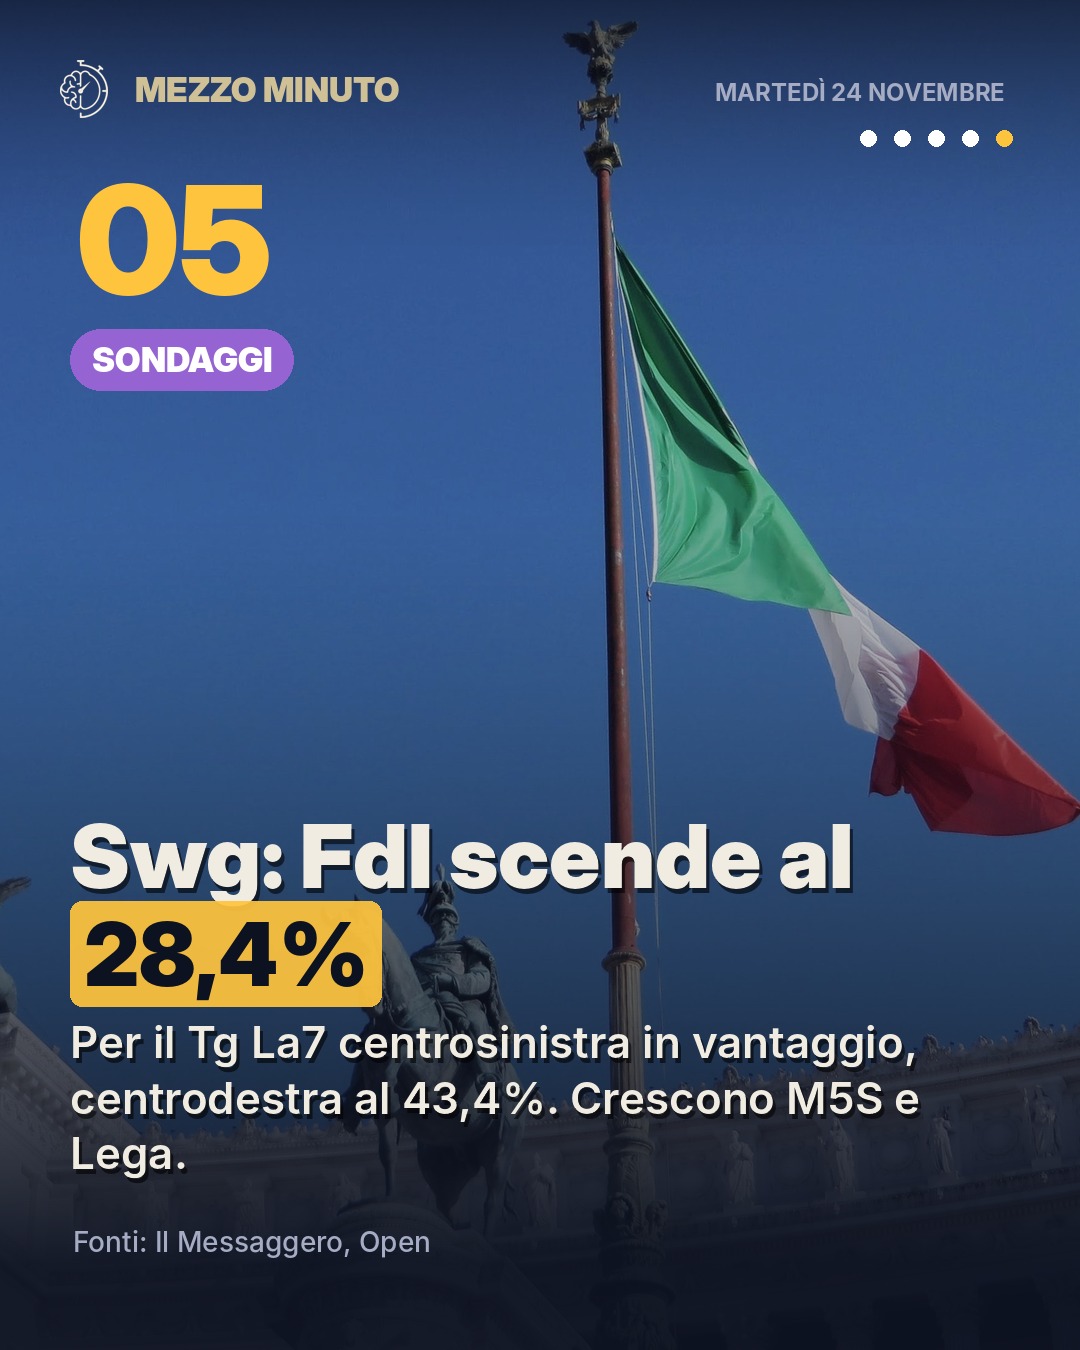 MEZZO MINUTO
MARTEDÌ 24 NOVEMBRE
05
SONDAGGI
Swg: FdI scende al
28,4%
Per il Tg La7 centrosinistra in vantaggio,
centrodestra al 43,4%. Crescono M5S e
Lega.
Fonti: Il Messaggero, Open